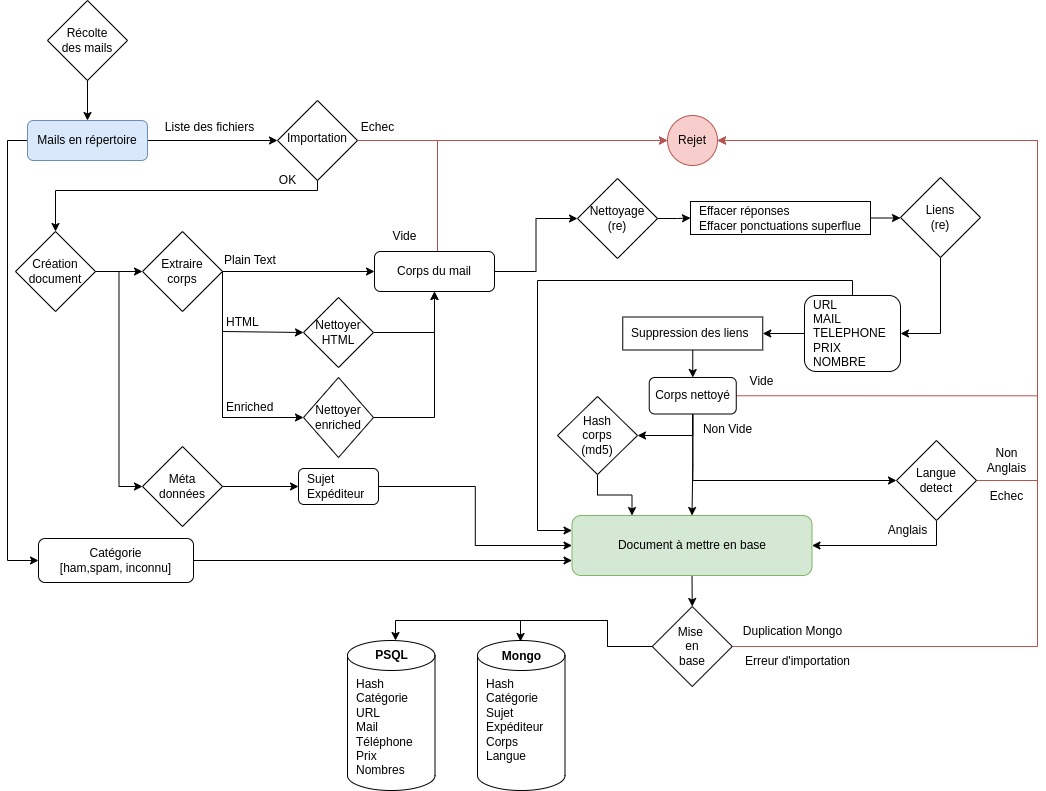 Récolte
des mails
Mails en répertoire
Liste des fichiers
Importation
Echec
Rejet
OK
Création
document
Extraire
corps
Plain Text
Vide
Corps du mail
Nettoyage
(re)
Effacer réponses
Effacer ponctuations superflue
Liens
(re)
HTML
Nettoyer
HTML
Enriched
Nettoyer
enriched
URL
MAIL
TELEPHONE
PRIX
NOMBRE
Suppression des liens
Corps nettoyé
Vide
Non Vide
Hash
corps
(md5)
Langue
detect
Non
Anglais
Echec
Anglais
Méta
données
Sujet
Expéditeur
Catégorie
[ham,spam, inconnu]
Document à mettre en base
Mise
en
base
Duplication Mongo
Erreur d'importation
PSQL
Hash
Catégorie
URL
Mail
Téléphone
Prix
Nombres
Mongo
Hash
Catégorie
Sujet
Expéditeur
Corps
Langue